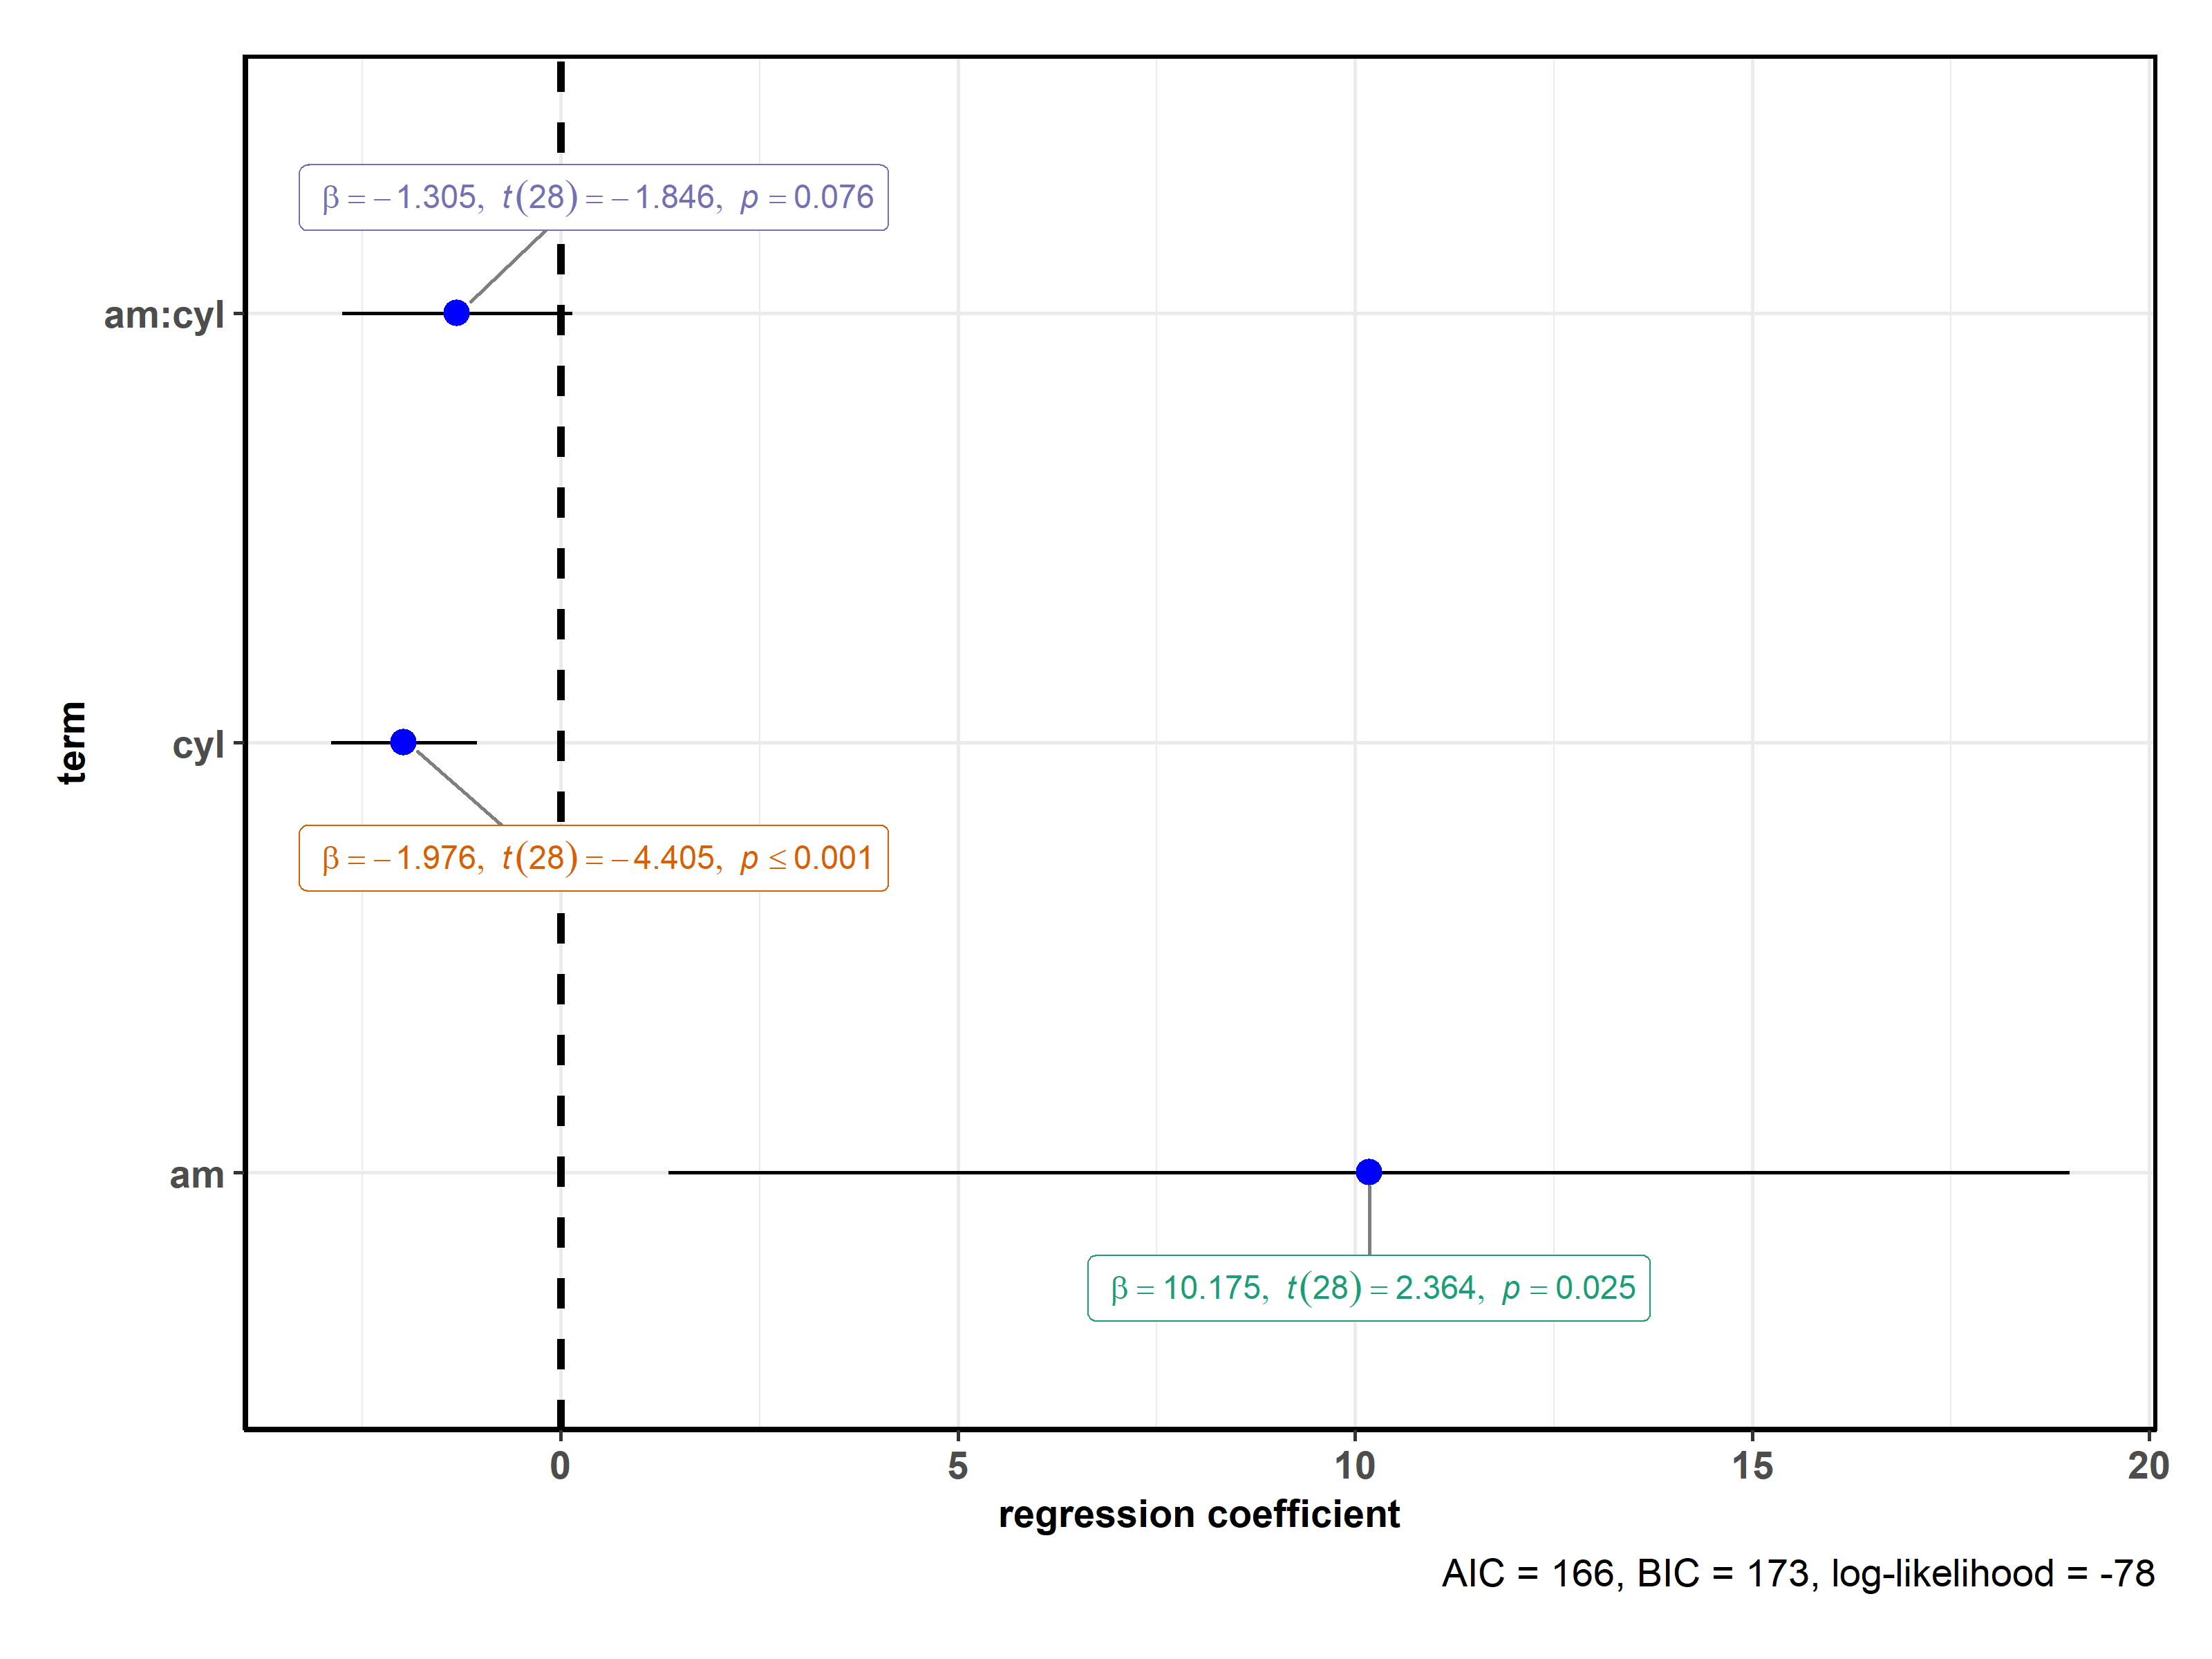 β = −1.305, t(28) = −1.846, p = 0.076
am:cyl
cyl
β = −1.976, t(28) = −4.405, p ≤ 0.001
am
β = 10.175, t(28) = 2.364, p = 0.025
term
0 5 10 15 20
regression coefficient
AIC = 166, BIC = 173, log-likelihood = -78